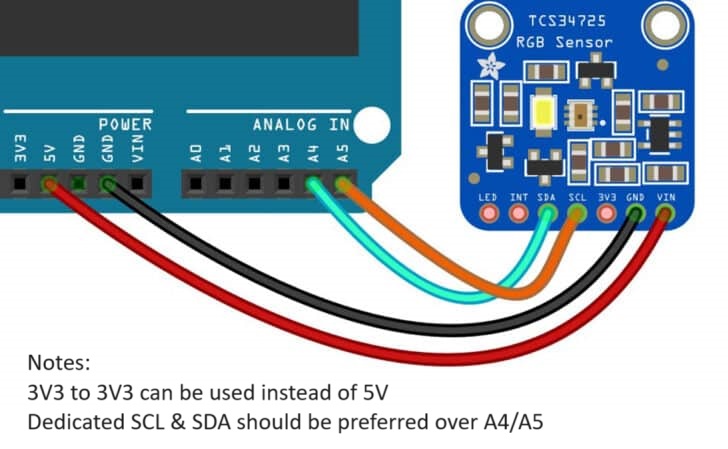 TCS34725
RGB Sensor
POWER
ANALOG IN
3V3
5V
GND
GND
VIN
A0
A1
A2
A3
A4
A5
LED INT SDA SCL 3V3 GND VIN
Notes:
3V3 to 3V3 can be used instead of 5V
Dedicated SCL & SDA should be preferred over A4/A5